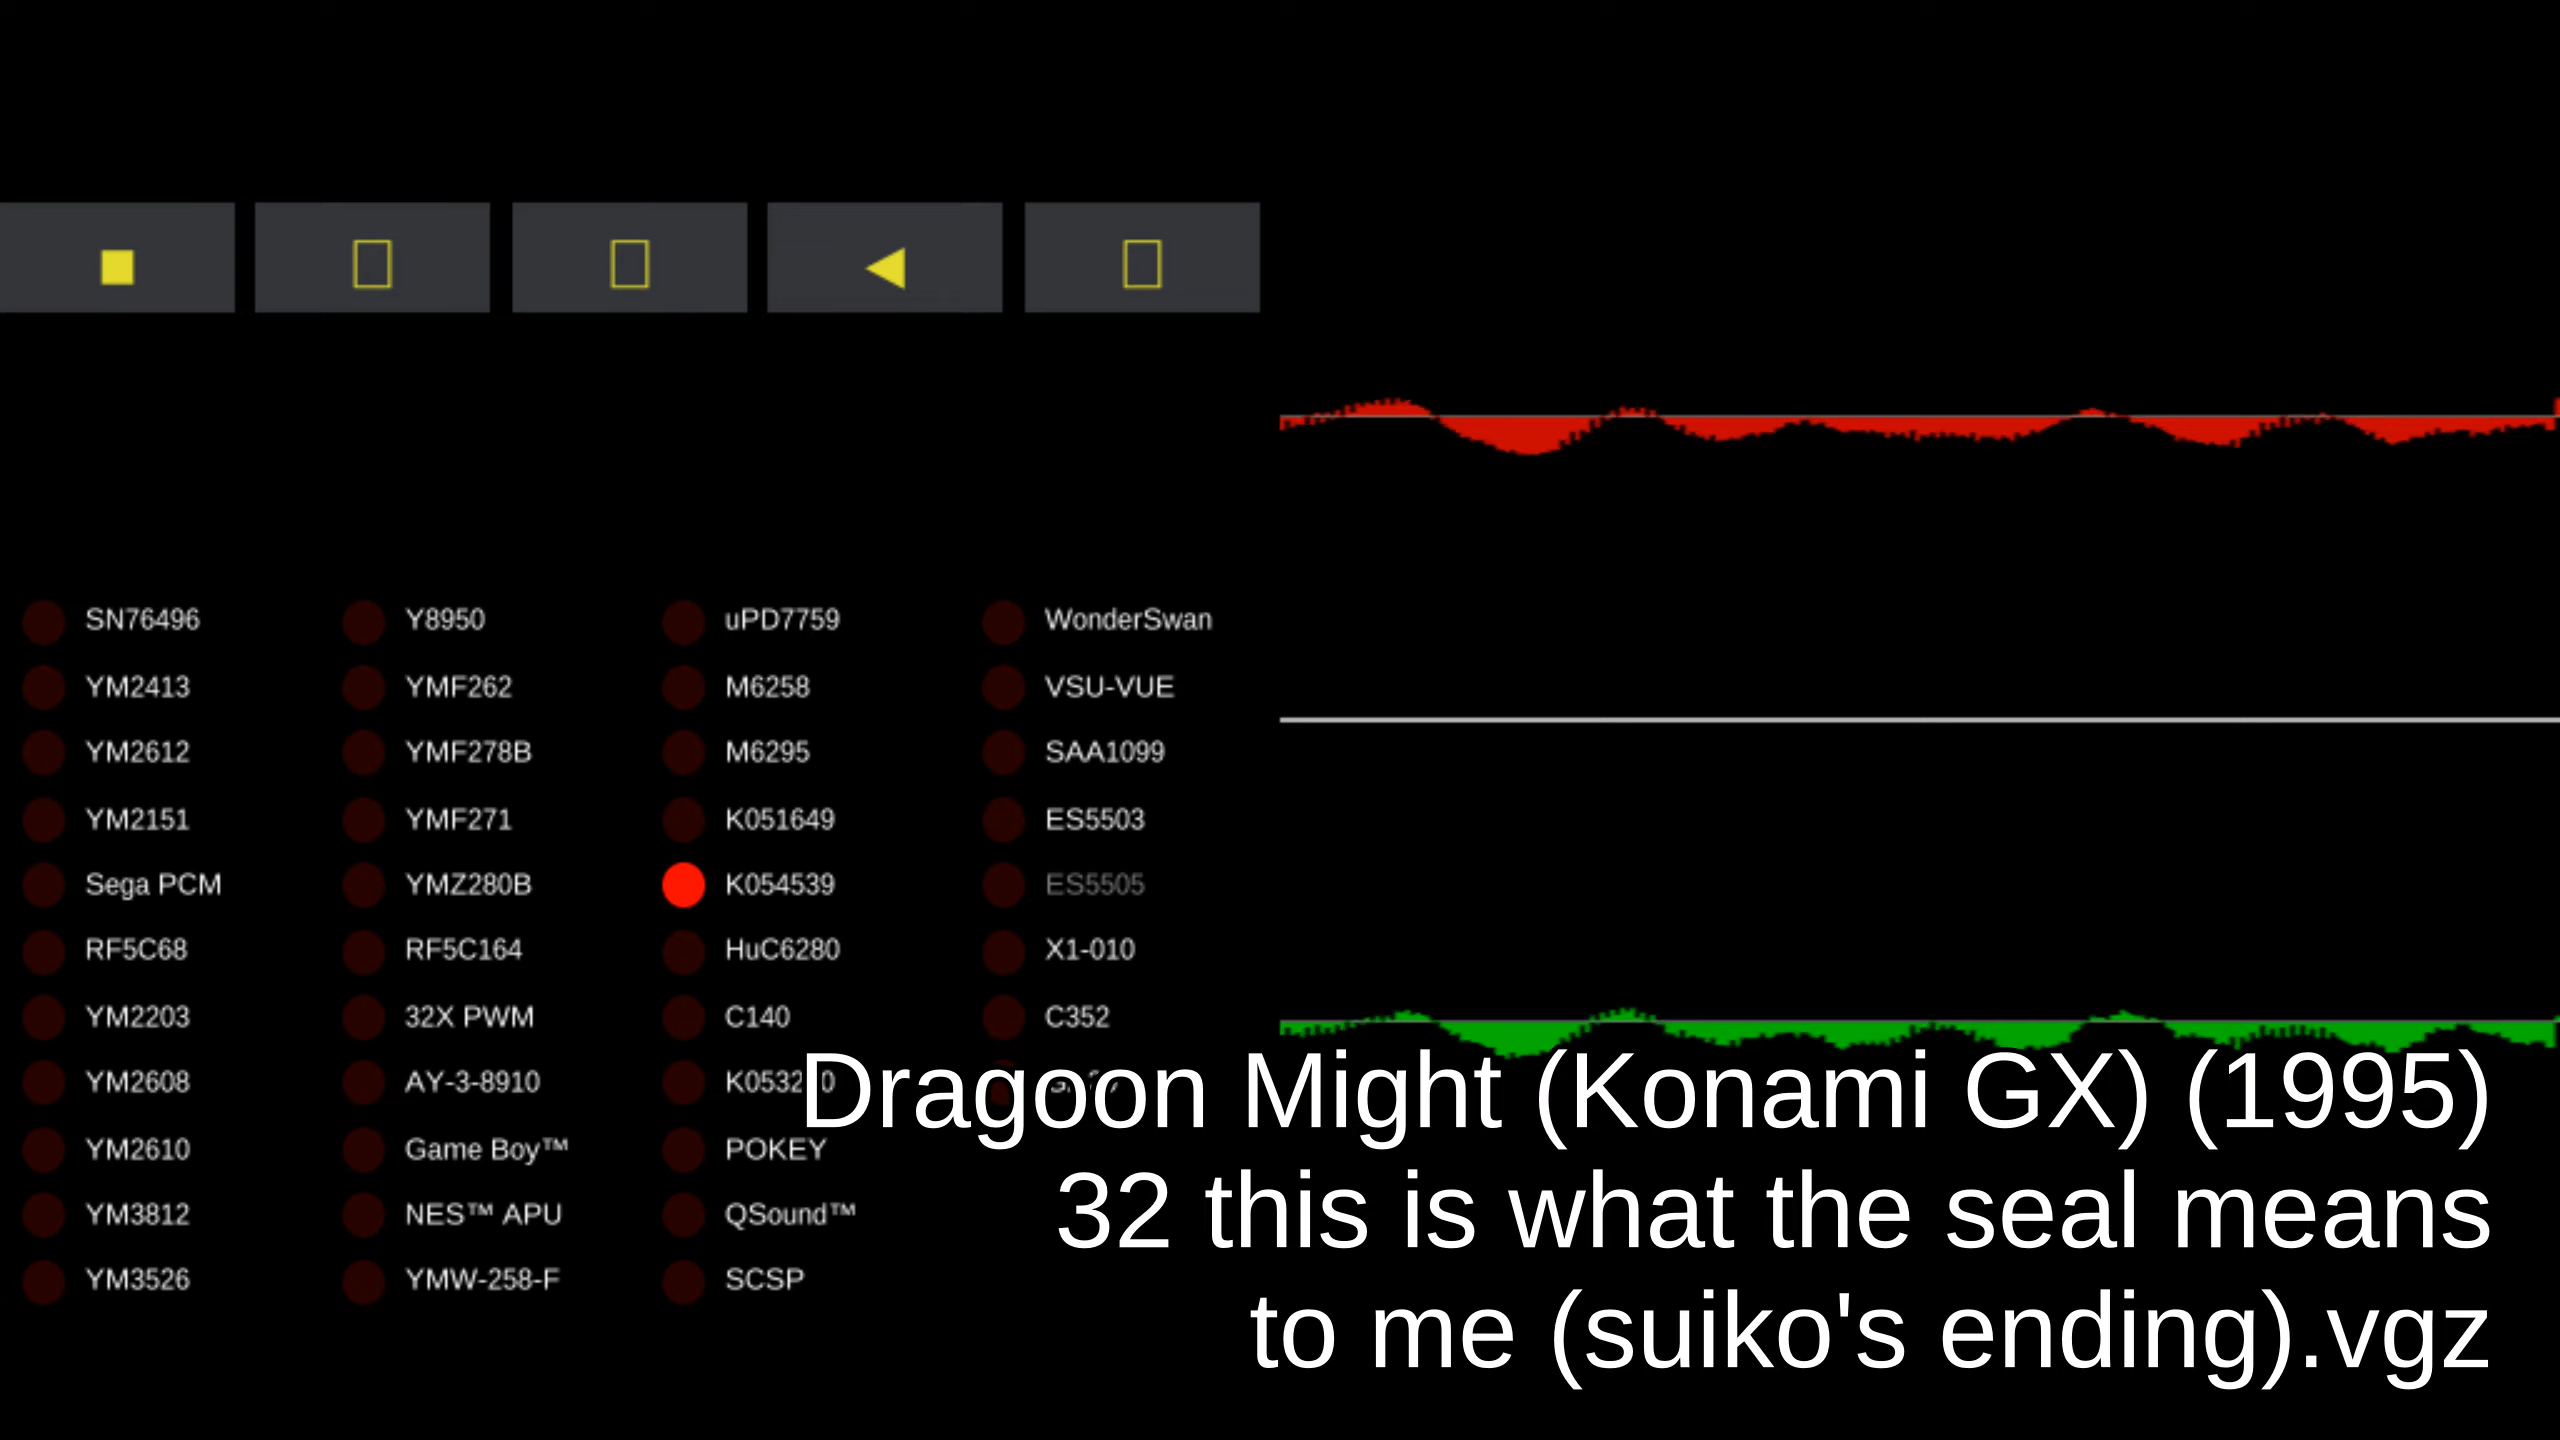 SN76496
YM2413
YM2612
YM2151
Sega PCM
RF5C68
YM2203
YM2608
YM2610
YM3812
YM3526
Y8950
YMF262
YMF278B
YMF271
YMZ280B
RF5C164
32X PWM
AY-3-8910
Game Boy™
NES™ APU
YMW-258-F
uPD7759
M6258
M6295
K051649
K054539
HuC6280
C140
POKEY
QSound™
SCSP
WonderSwan
VSU-VUE
SAA1099
ES5503
ES5505
X1-010
C352
Dragoon Might (Konami GX) (1995)
32 this is what the seal means
to me (suiko's ending).vgz